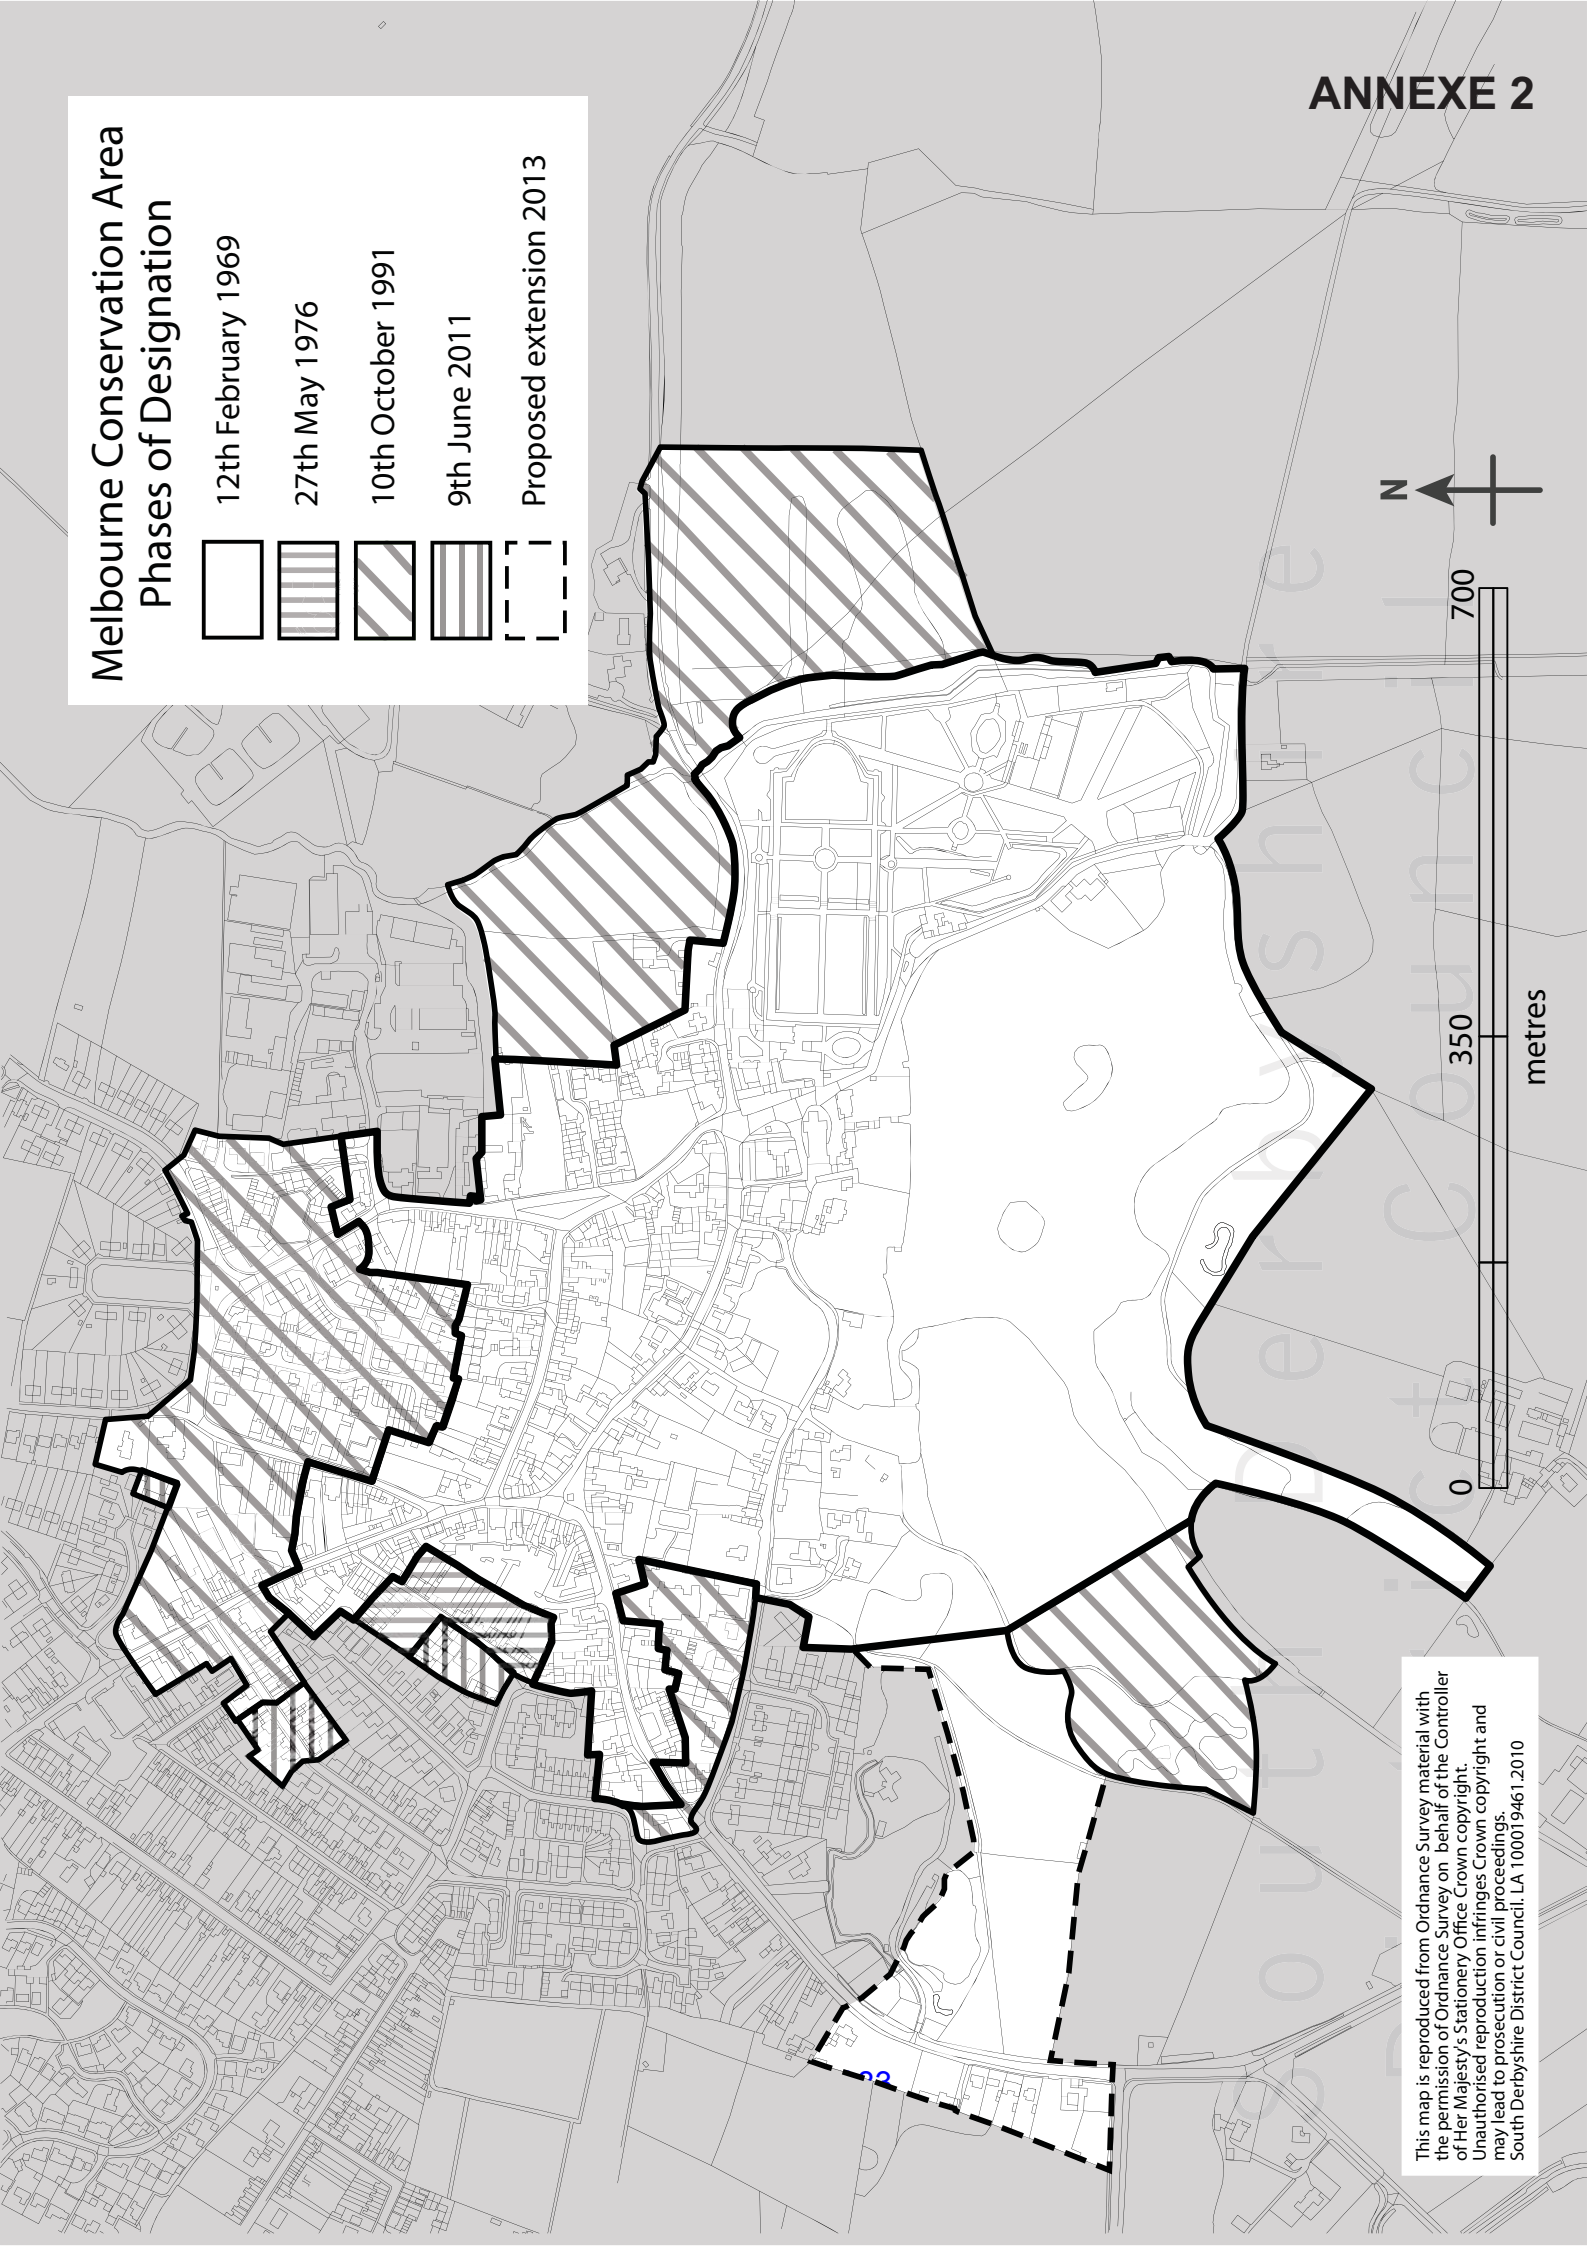 ANNEXE 2
Melbourne Conservation Area
Phases of Designation
12th February 1969
27th May 1976
10th October 1991
9th June 2011
Proposed extension 2013
N
0
350
700
metres
South Derbyshire
District Council
This map is reproduced from Ordnance Survey material with
the permission of Ordnance Survey on behalf of the Controller
of Her Majesty's Stationery Office Crown copyright.
Unauthorised reproduction infringes Crown copyright and
may lead to prosecution or civil proceedings.
South Derbyshire District Council. LA 100019461.2010